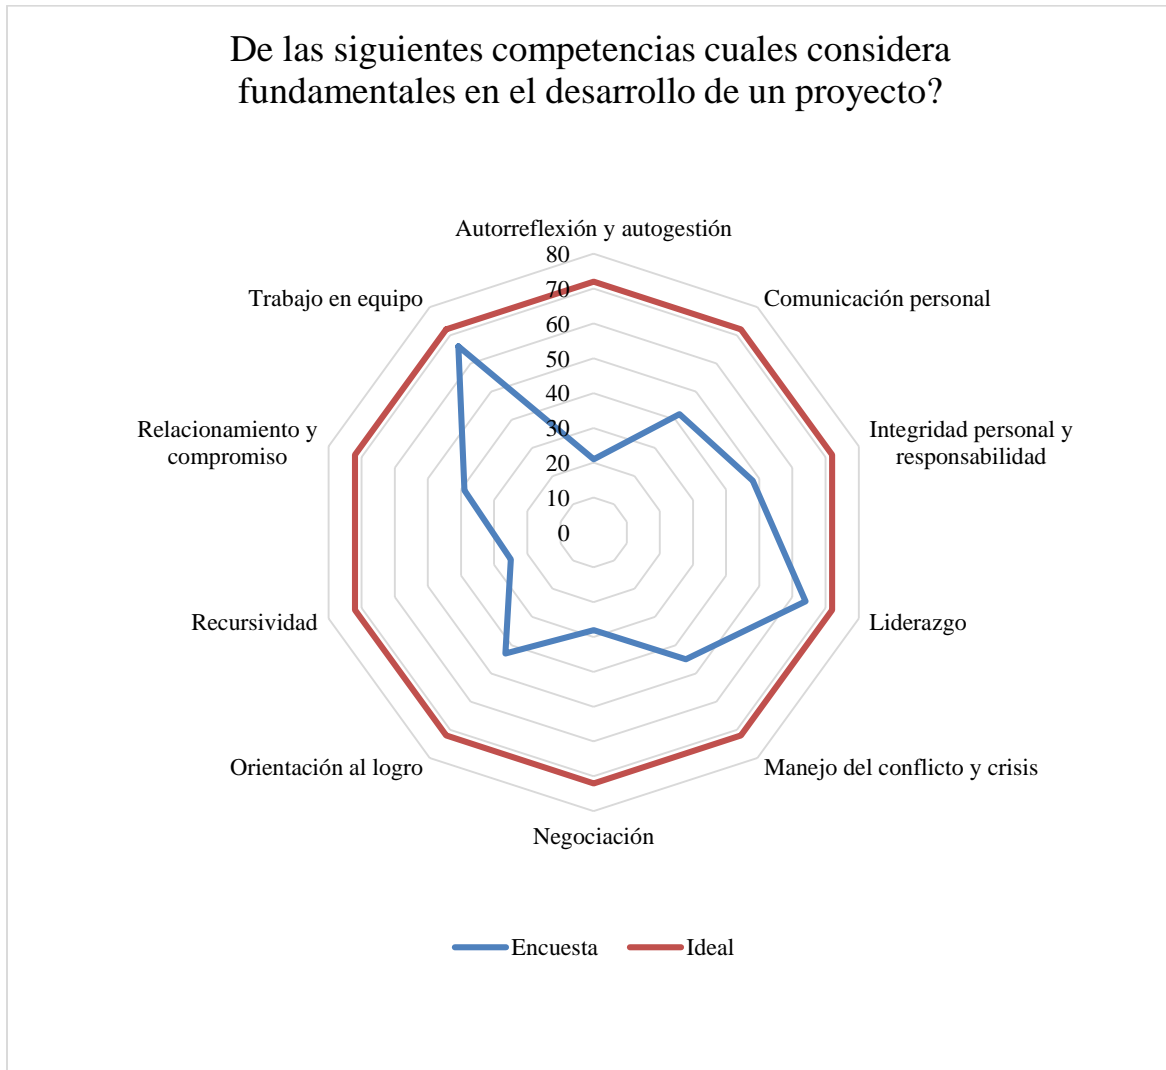 De las siguientes competencias cuales considera
fundamentales en el desarrollo de un proyecto?
Autorreflexión y autogestión
80
70
60
50
40
30
20
10
0
Comunicación personal
Integridad personal y
responsabilidad
Liderazgo
Manejo del conflicto y crisis
Negociación
Orientación al logro
Recursividad
Relacionamiento y
compromiso
Trabajo en equipo
Encuesta
Ideal